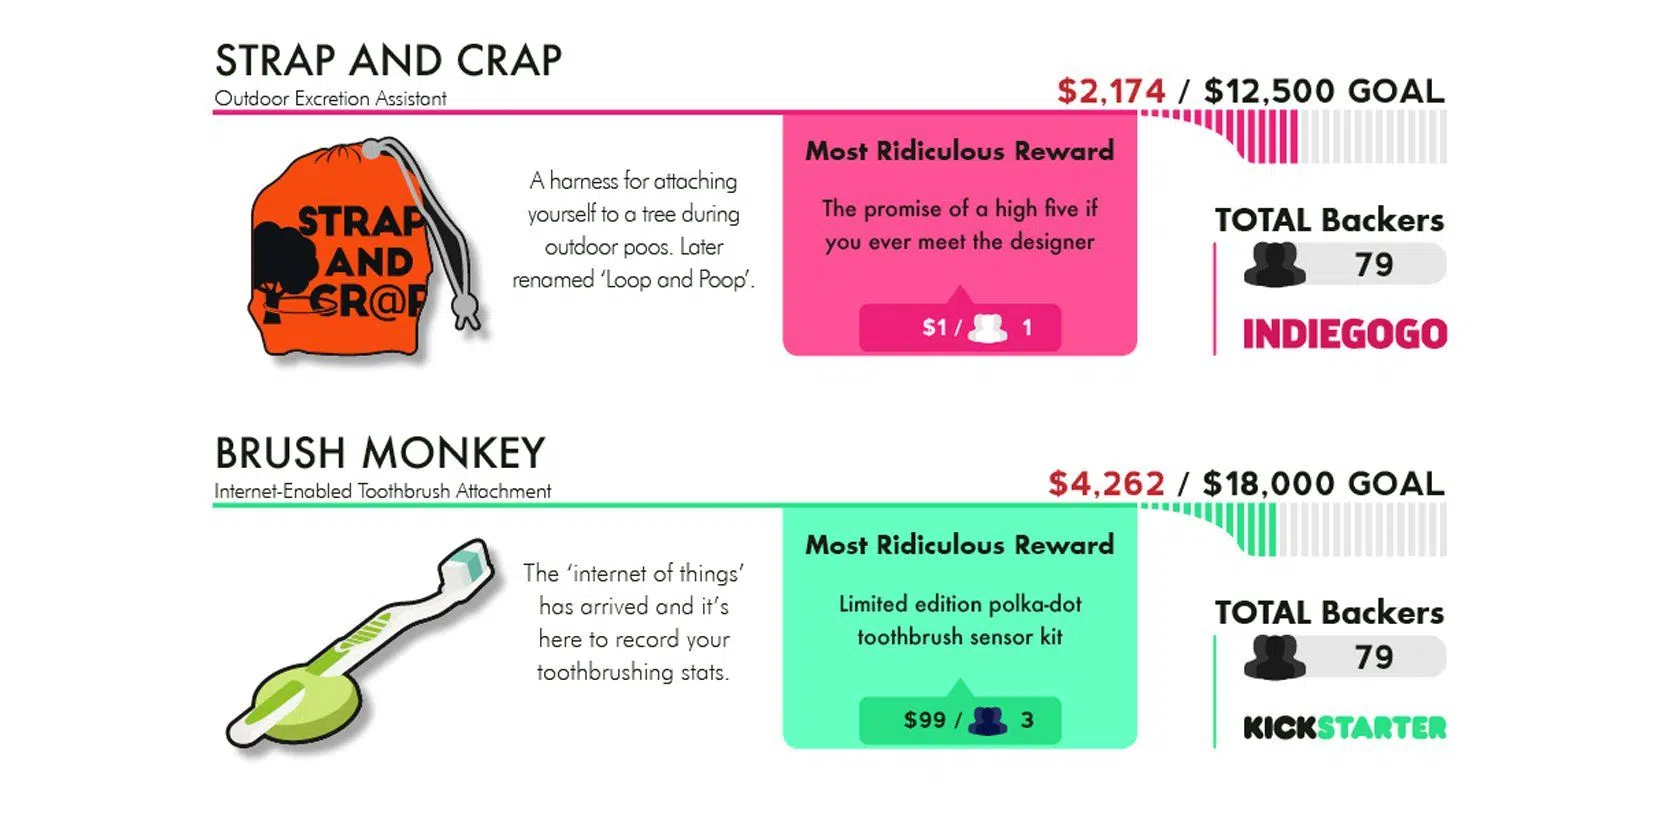 STRAP AND CRAP
Outdoor Excretion Assistant
$2,174 / $12,500 GOAL
STRAP
AND
CR@P
A harness for attaching
yourself to a tree during
outdoor poos. Later
renamed ‘Loop and Poop’.
Most Ridiculous Reward
The promise of a high five if
you ever meet the designer
$1 / 1
TOTAL Backers
79
INDIEGOGO
BRUSH MONKEY
Internet-Enabled Toothbrush Attachment
$4,262 / $18,000 GOAL
The ‘internet of things’
has arrived and it’s
here to record your
toothbrushing stats.
Most Ridiculous Reward
Limited edition polka-dot
toothbrush sensor kit
$99 / 3
TOTAL Backers
79
KICKSTARTER